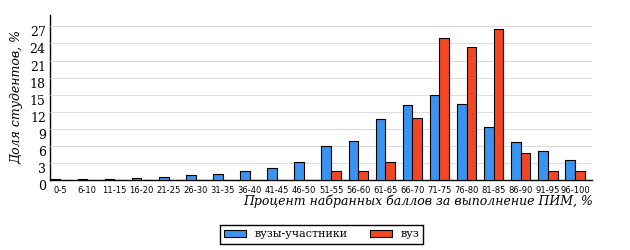 Доля студентов, %
27
24
21
18
15
12
9
6
3
0
0-5 6-10 11-15 16-20 21-25 26-30 31-35 36-40 41-45 46-50 51-55 56-60 61-65 66-70 71-75 76-80 81-85 86-90 91-95 96-100
Процент набранных баллов за выполнение ПИМ, %
вузы-участники вуз